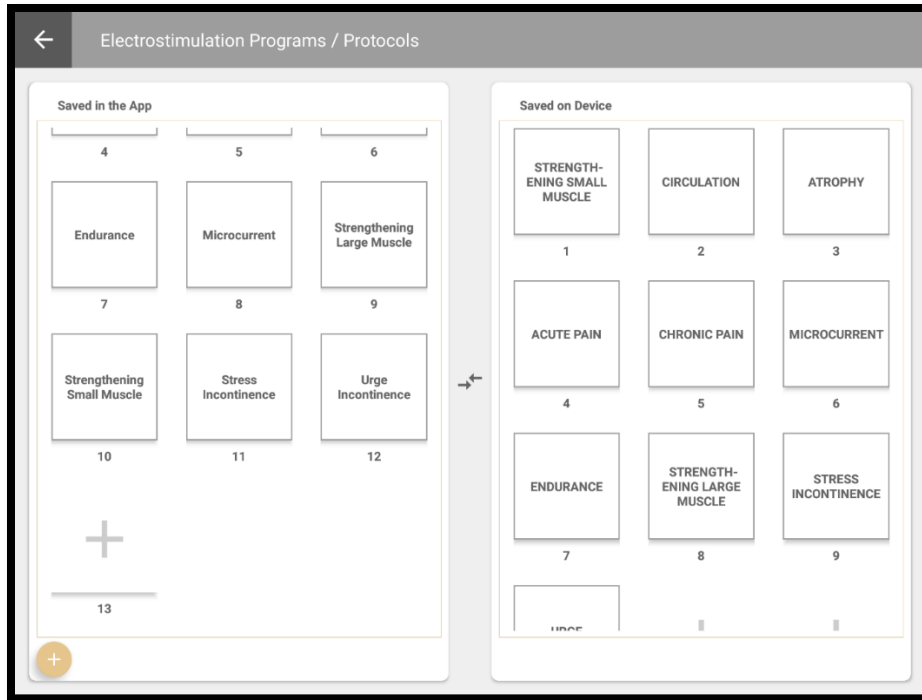 Electrostimulation Programs / Protocols
Saved in the App
4 5 6
Endurance
Microcurrent
Strengthening
Large Muscle
7 8 9
Strengthening
Small Muscle
Stress
Incontinence
Urge
Incontinence
10 11 12
+
13
+
Saved on Device
STRENGTH-
ENING SMALL
MUSCLE
CIRCULATION
ATROPHY
1 2 3
ACUTE PAIN
CHRONIC PAIN
MICROCURRENT
4 5 6
ENDURANCE
STRENGTH-
ENING LARGE
MUSCLE
STRESS
INCONTINENCE
7 8 9